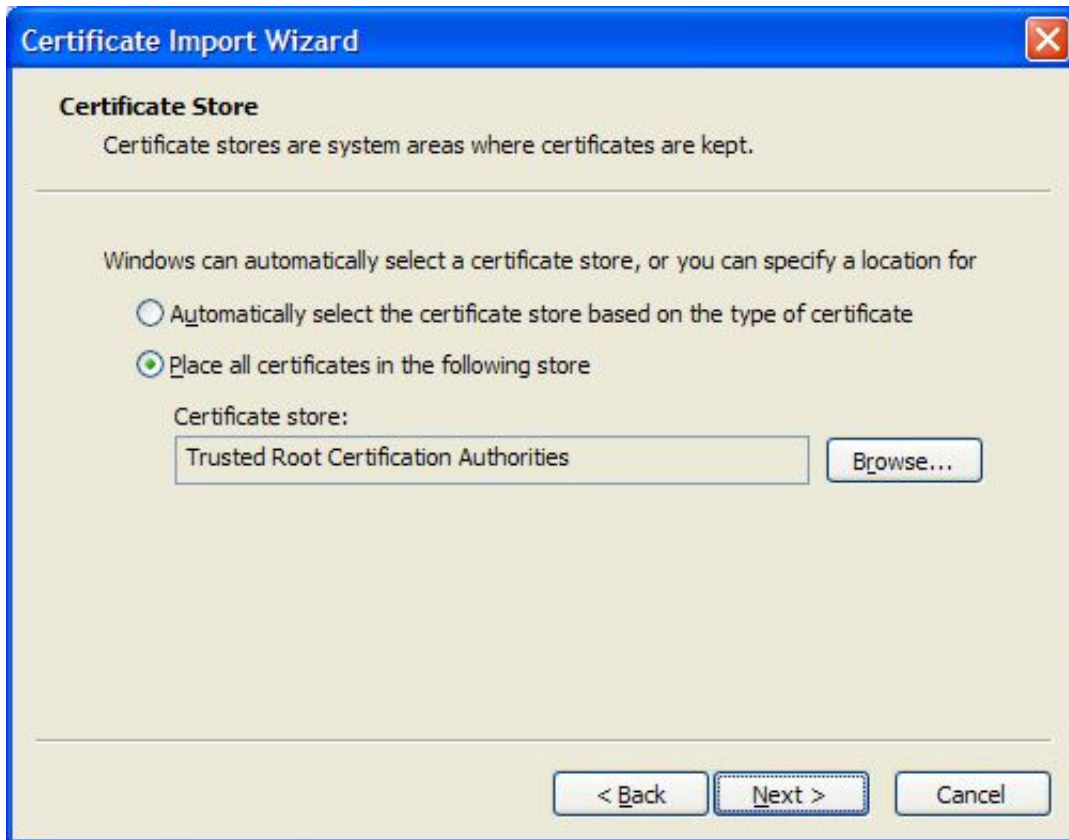 Certificate Import Wizard
Certificate Store
Certificate stores are system areas where certificates are kept.
Windows can automatically select a certificate store, or you can specify a location for
Automatically select the certificate store based on the type of certificate
Place all certificates in the following store
Certificate store:
Trusted Root Certification Authorities
Browse...
< Back
Next >
Cancel